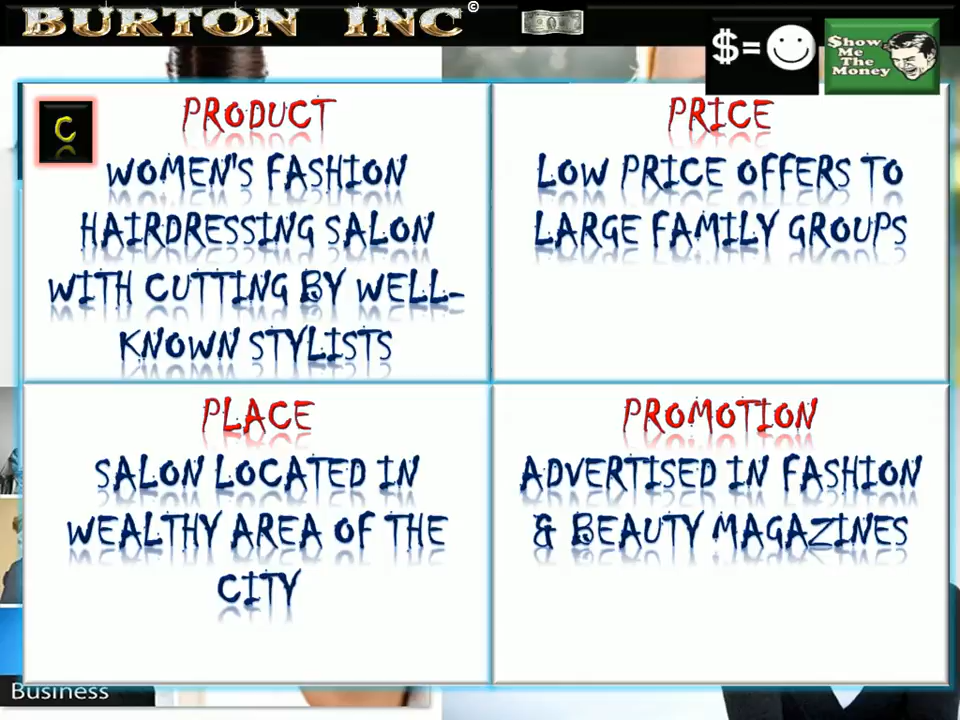 BURTON INC©
$=
Show
Me
The
Money
C
PRODUCT
WOMEN'S FASHION
HAIRDRESSING SALON
WITH CUTTING BY WELL-
KNOWN STYLISTS
PRICE
LOW PRICE OFFERS TO
LARGE FAMILY GROUPS
PLACE
SALON LOCATED IN
WEALTHY AREA OF THE
CITY
PROMOTION
ADVERTISED IN FASHION
& BEAUTY MAGAZINES
Business